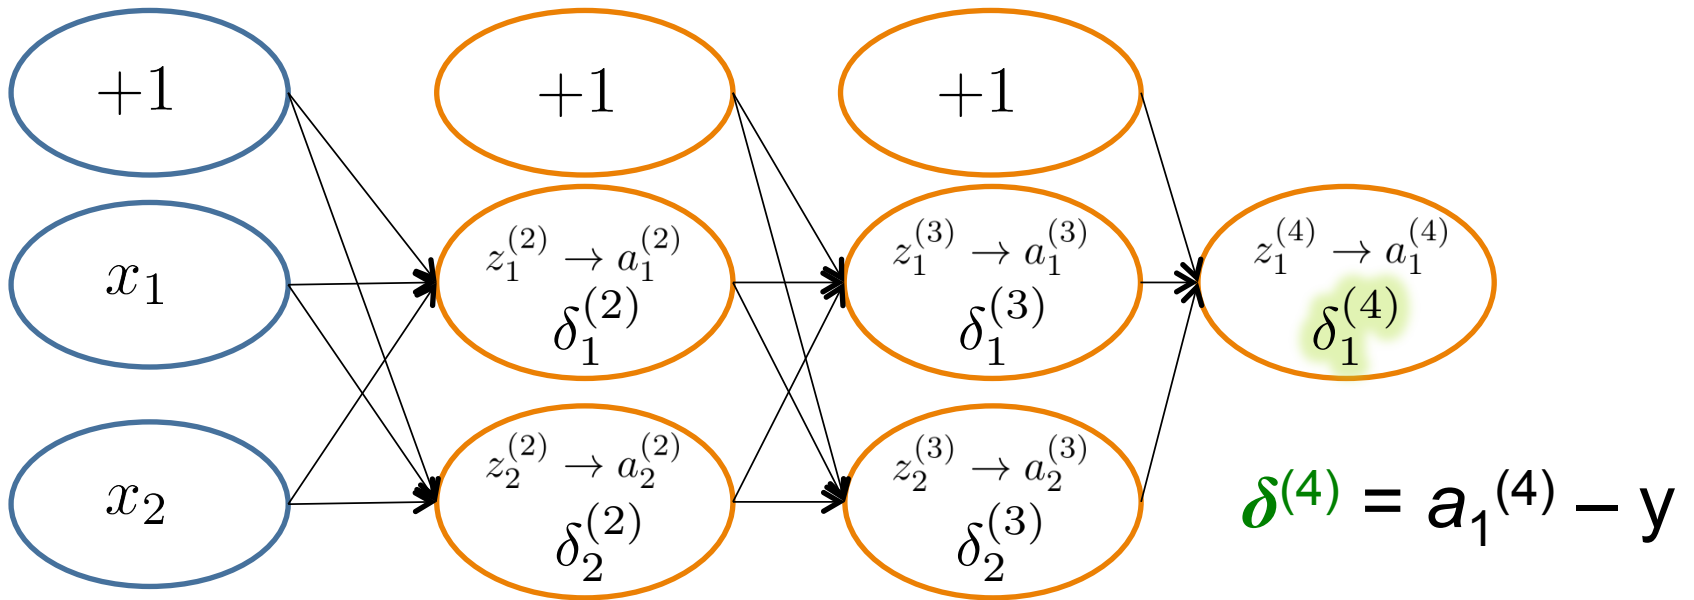 +1 +1 +1
x₁ z₁⁽²⁾ → a₁⁽²⁾ z₁⁽³⁾ → a₁⁽³⁾ z₁⁽⁴⁾ → a₁⁽⁴⁾
δ₁⁽²⁾ δ₁⁽³⁾ δ₁⁽⁴⁾
x₂ z₂⁽²⁾ → a₂⁽²⁾ z₂⁽³⁾ → a₂⁽³⁾
δ₂⁽²⁾ δ₂⁽³⁾
δ⁽⁴⁾ = a₁⁽⁴⁾ – y